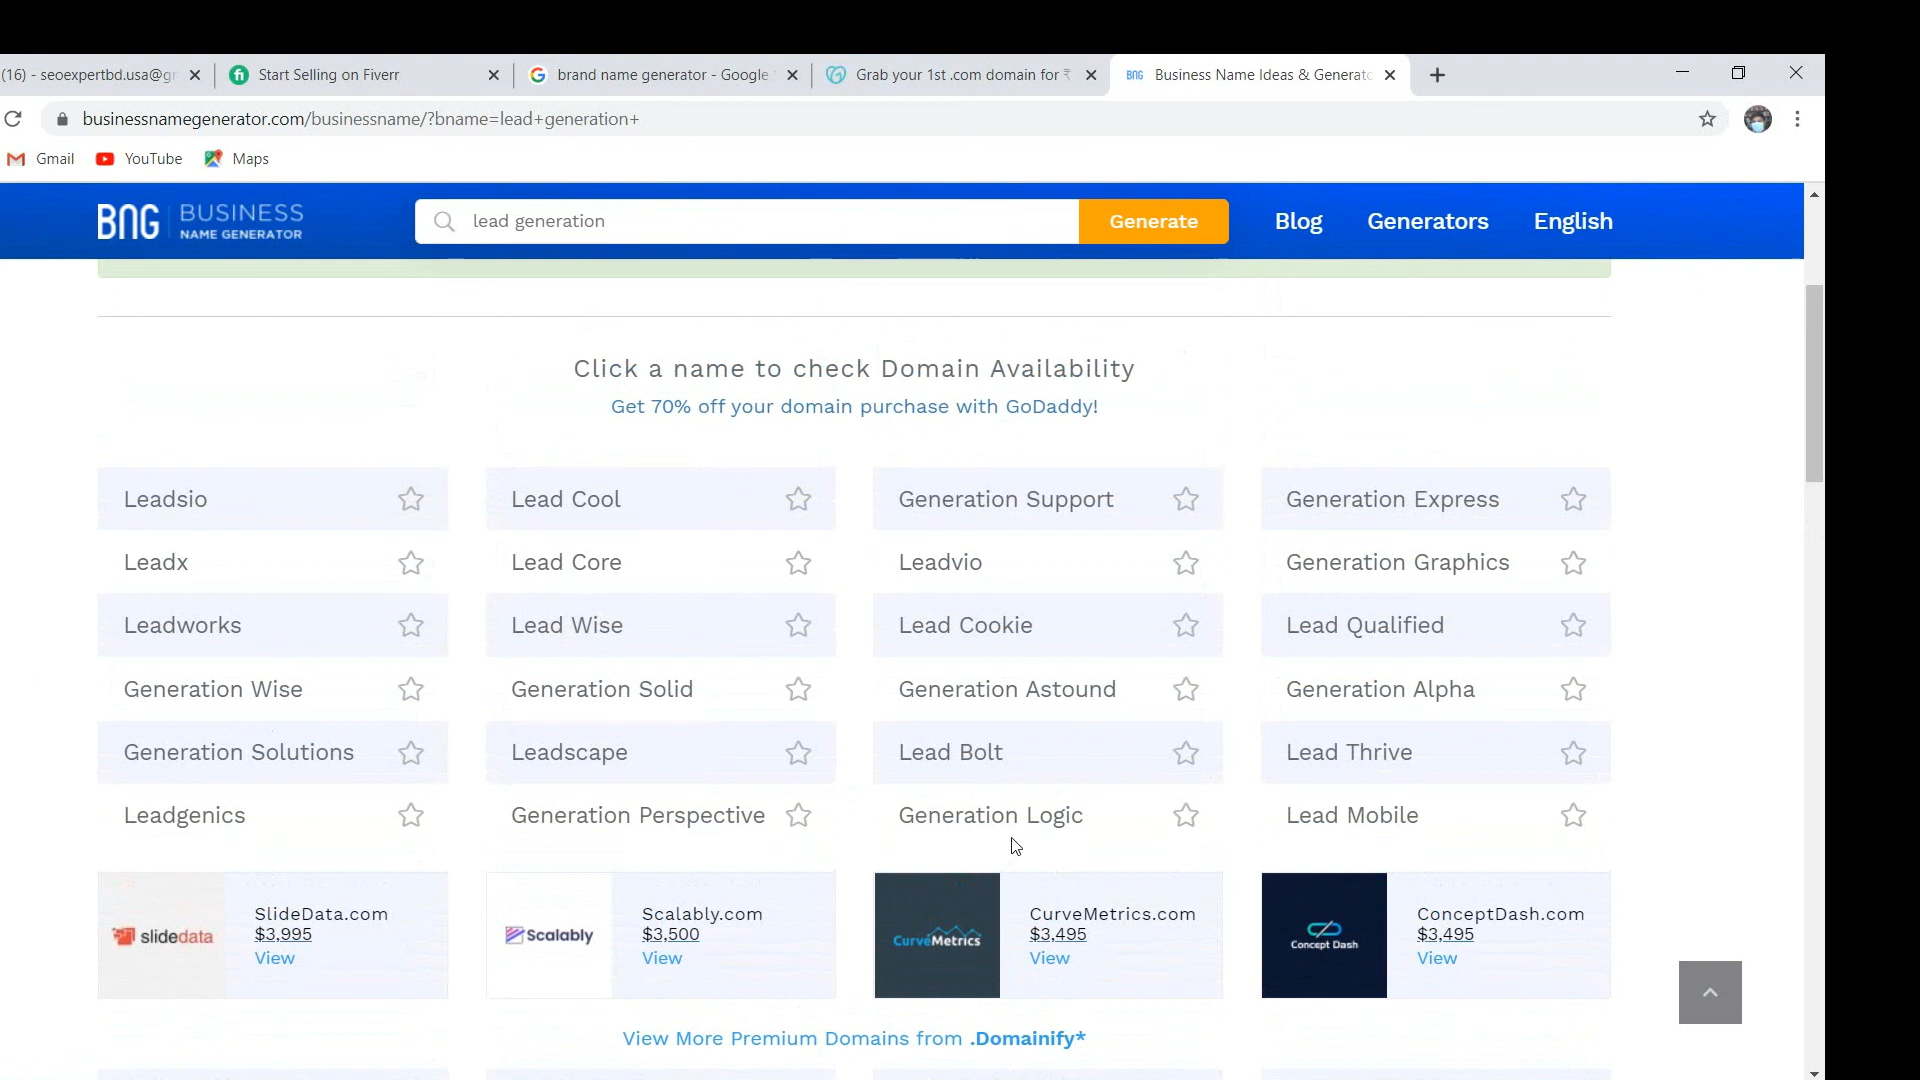 (16) - seoexpertbd.usa@gr
Start Selling on Fiverr
brand name generator - Google
Grab your 1st .com domain for ₹
BNG Business Name Ideas & Generato
businessnamegenerator.com/businessname/?bname=lead+generation+
Gmail YouTube Maps
BNG BUSINESS
NAME GENERATOR
lead generation
Generate
Blog Generators English
Click a name to check Domain Availability
Get 70% off your domain purchase with GoDaddy!
Leadsio Lead Cool Generation Support Generation Express
Leadx Lead Core Leadvio Generation Graphics
Leadworks Lead Wise Lead Cookie Lead Qualified
Generation Wise Generation Solid Generation Astound Generation Alpha
Generation Solutions Leadscape Lead Bolt Lead Thrive
Leadgenics Generation Perspective Generation Logic Lead Mobile
slidedata
SlideData.com
$3,995
View
Scalably
Scalably.com
$3,500
View
CurveMetrics
CurveMetrics.com
$3,495
View
Concept Dash
ConceptDash.com
$3,495
View
View More Premium Domains from .Domainify*